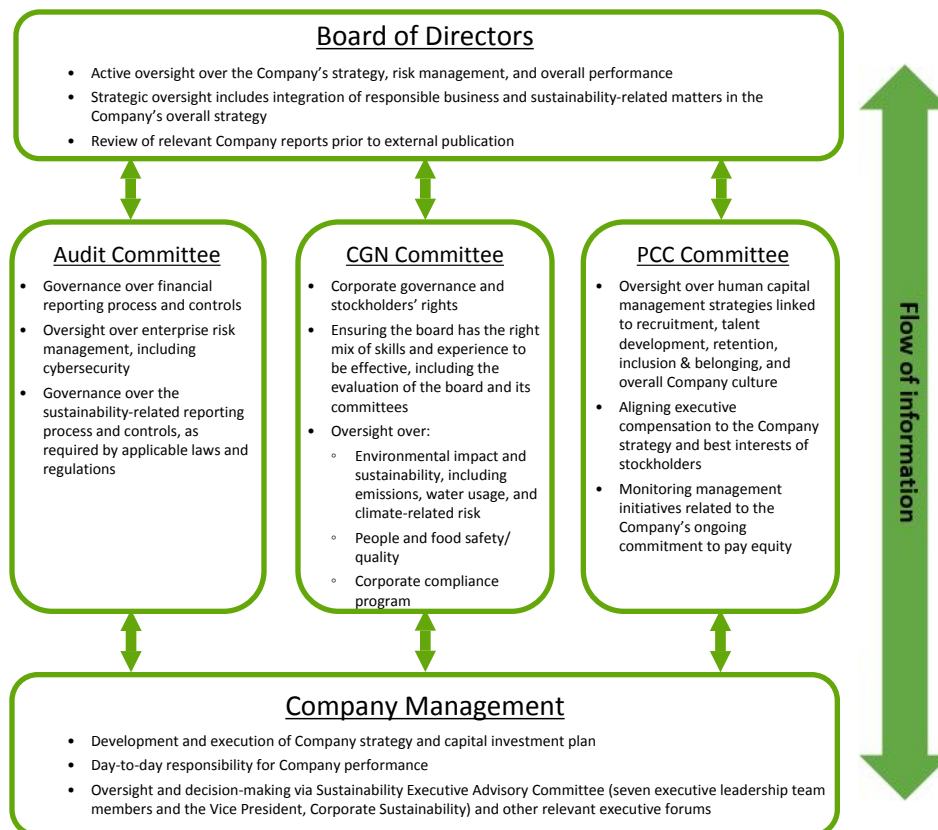 Board of Directors
• Active oversight over the Company's strategy, risk management, and overall performance
• Strategic oversight includes integration of responsible business and sustainability-related matters in the
Company's overall strategy
• Review of relevant Company reports prior to external publication
Audit Committee
• Governance over financial
reporting process and controls
• Oversight over enterprise risk
management, including
cybersecurity
• Governance over the
sustainability-related reporting
process and controls, as
required by applicable laws and
regulations
CGN Committee
• Corporate governance and
stockholders' rights
• Ensuring the board has the right
mix of skills and experience to
be effective, including the
evaluation of the board and its
committees
• Oversight over:
◦ Environmental impact and
sustainability, including
emissions, water usage, and
climate-related risk
◦ People and food safety/
quality
◦ Corporate compliance
program
PCC Committee
• Oversight over human capital
management strategies linked
to recruitment, talent
development, retention,
inclusion & belonging, and
overall Company culture
• Aligning executive
compensation to the Company
strategy and best interests of
stockholders
• Monitoring management
initiatives related to the
Company's ongoing
commitment to pay equity
Flow of information
Company Management
• Development and execution of Company strategy and capital investment plan
• Day-to-day responsibility for Company performance
• Oversight and decision-making via Sustainability Executive Advisory Committee (seven executive leadership team
members and the Vice President, Corporate Sustainability) and other relevant executive forums